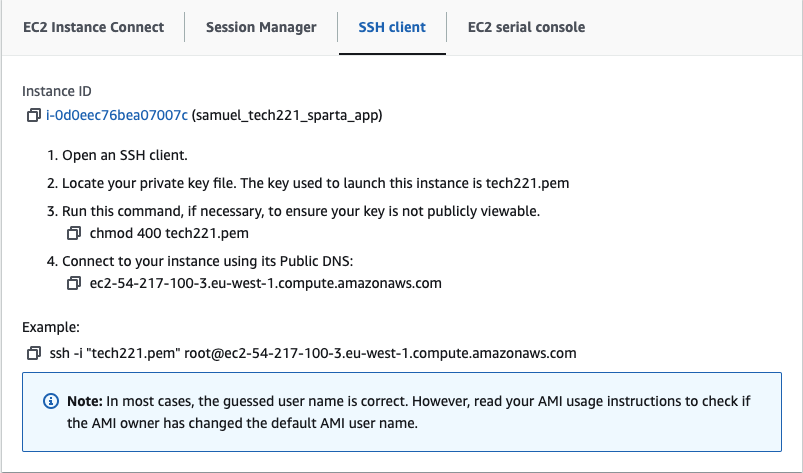 EC2 Instance Connect Session Manager SSH client EC2 serial console
Instance ID
i-0d0eec76bea07007c (samuel_tech221_sparta_app)
1. Open an SSH client.
2. Locate your private key file. The key used to launch this instance is tech221.pem
3. Run this command, if necessary, to ensure your key is not publicly viewable.
chmod 400 tech221.pem
4. Connect to your instance using its Public DNS:
ec2-54-217-100-3.eu-west-1.compute.amazonaws.com
Example:
ssh -i "tech221.pem" root@ec2-54-217-100-3.eu-west-1.compute.amazonaws.com
Note: In most cases, the guessed user name is correct. However, read your AMI usage instructions to check if
the AMI owner has changed the default AMI user name.